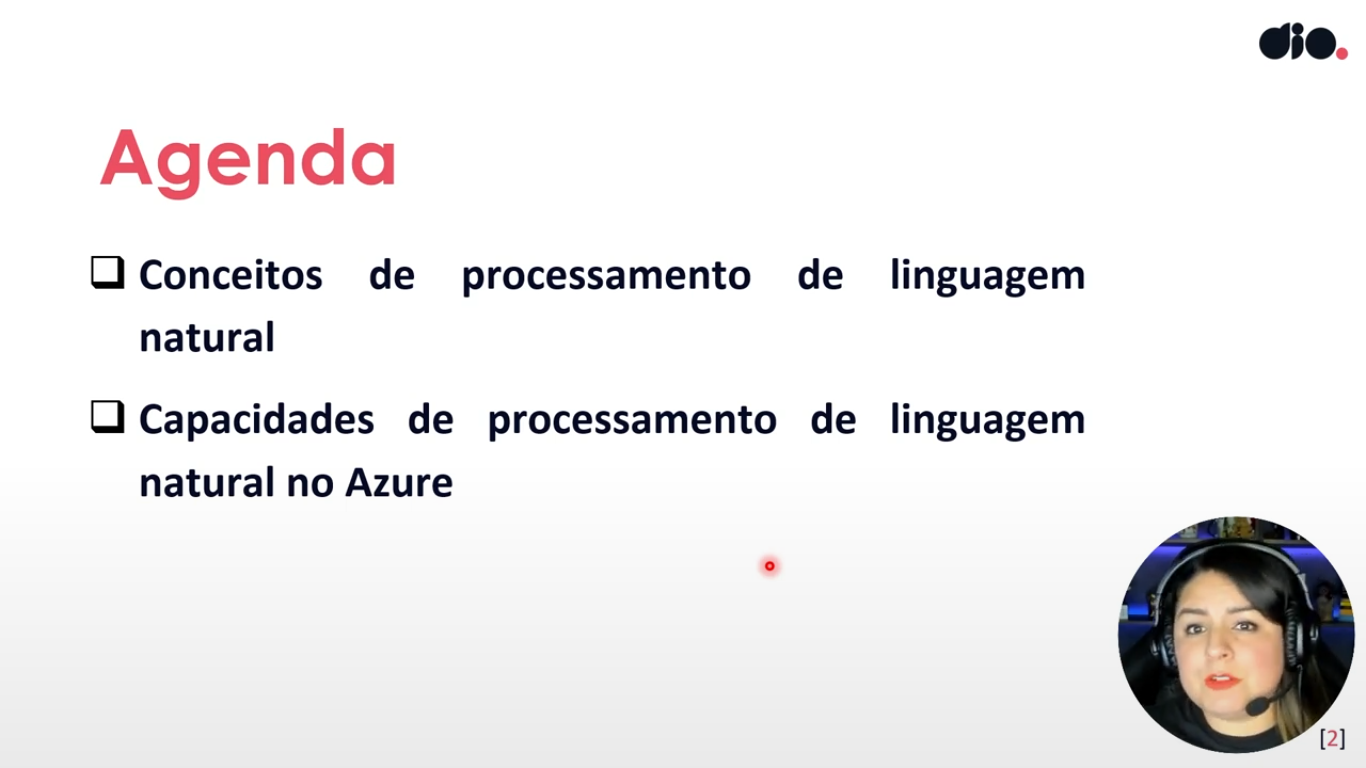 dio.
Agenda
Conceitos de processamento de linguagem
natural
Capacidades de processamento de linguagem
natural no Azure
[2]